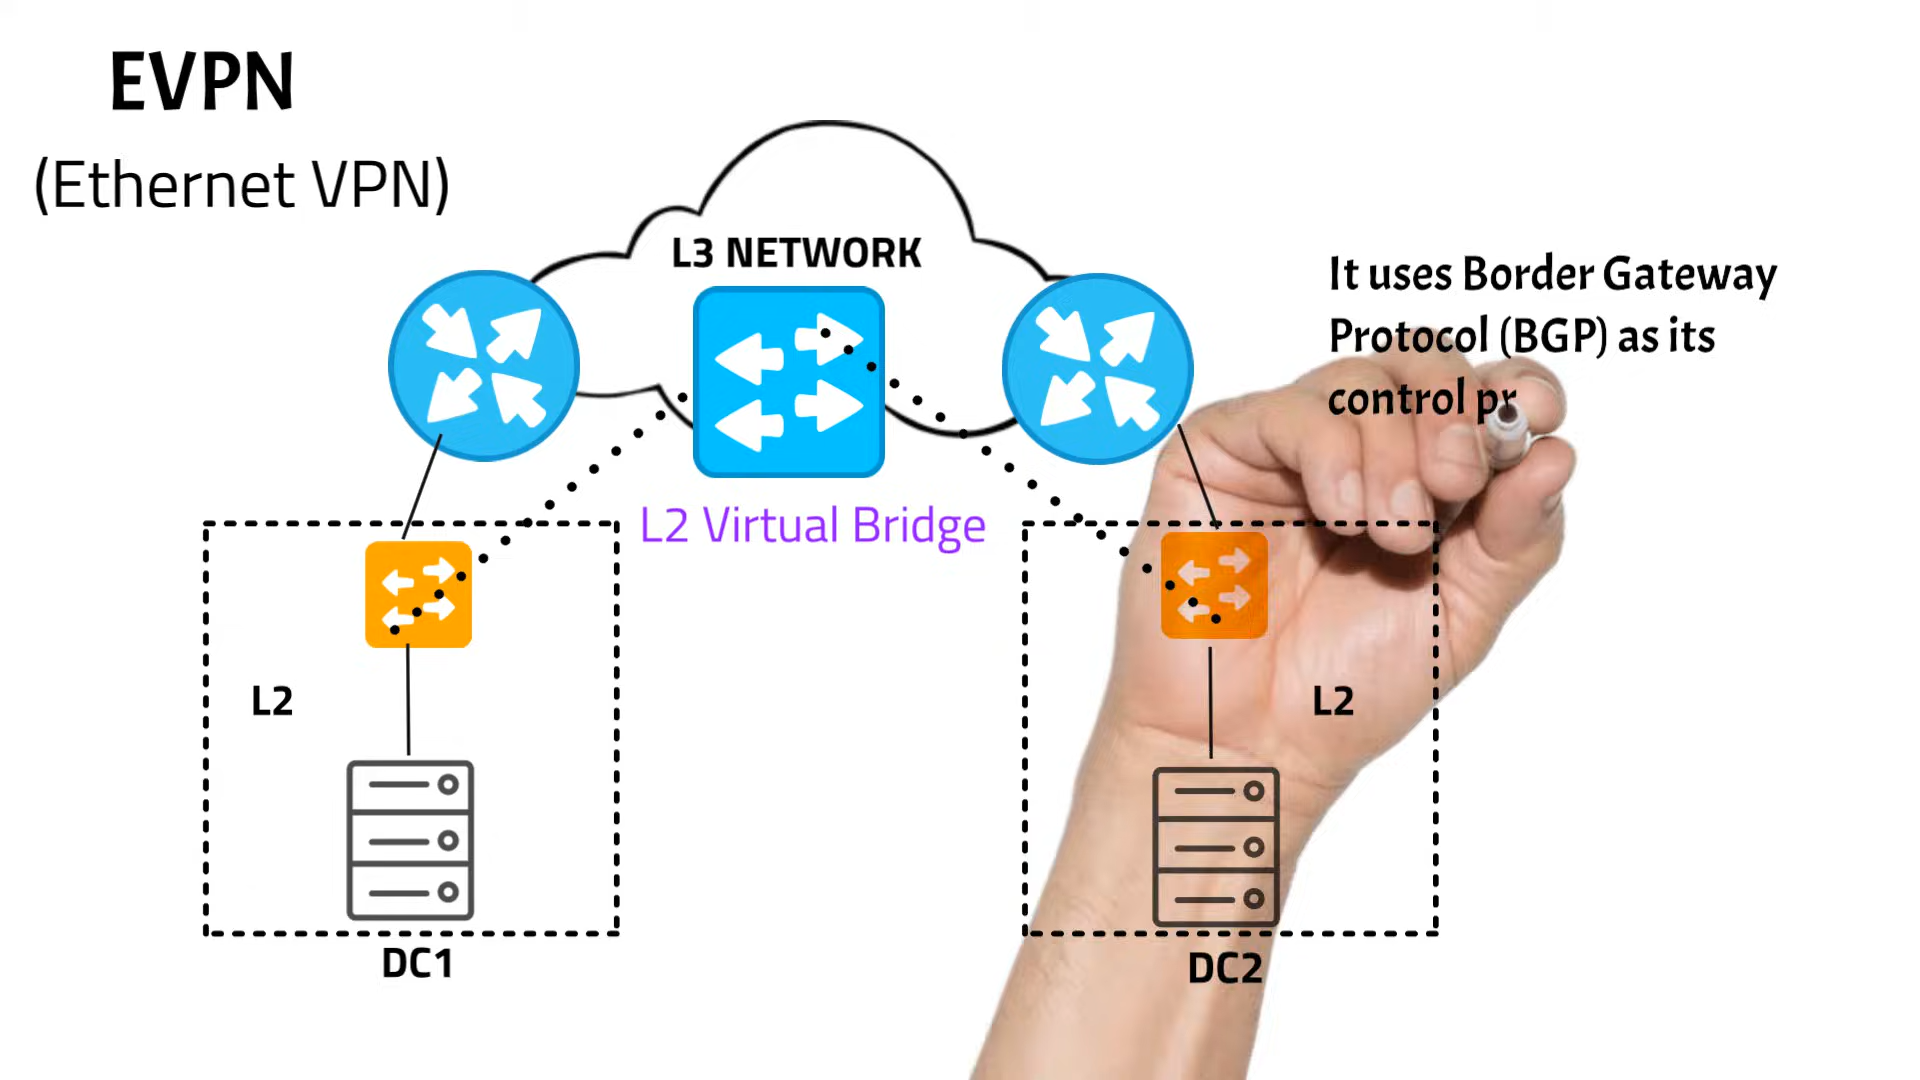 EVPN
(Ethernet VPN)
L3 NETWORK
It uses Border Gateway
Protocol (BGP) as its
control pr
L2 Virtual Bridge
L2
L2
DC1
DC2